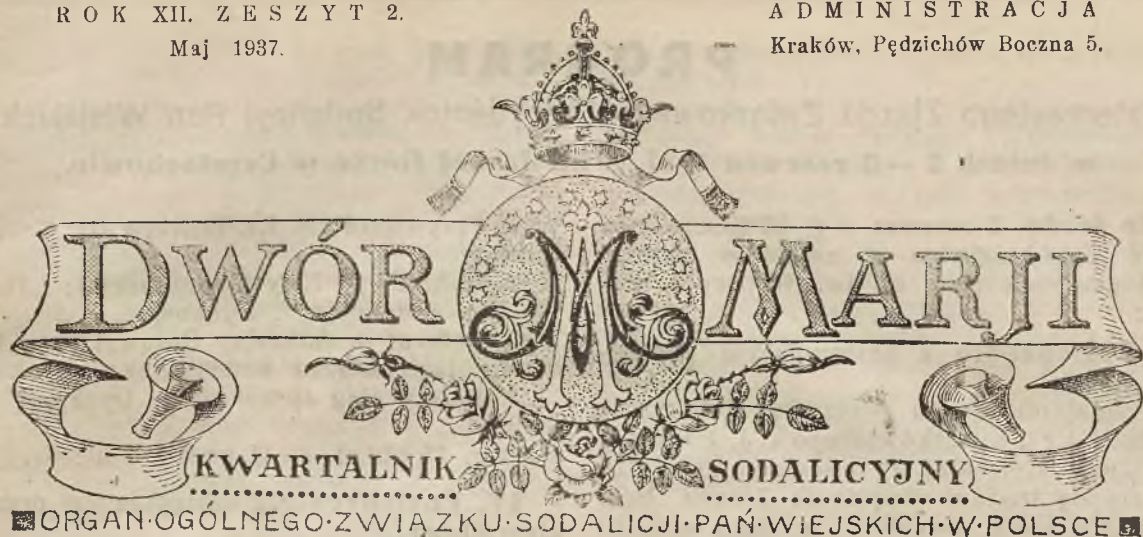 ROK XII. ZESZYT 2.
Maj 1937.
ADMINISTRACJA
Kraków, Pędzichów Boczna 5.
DWÓR MARJI
KWARTALNIK SODALICYJNY
ORGAN·OGÓLNEGO·ZWIĄZKU·SODALICJI·PAŃ·WIEJSKICH·W·POLSCE